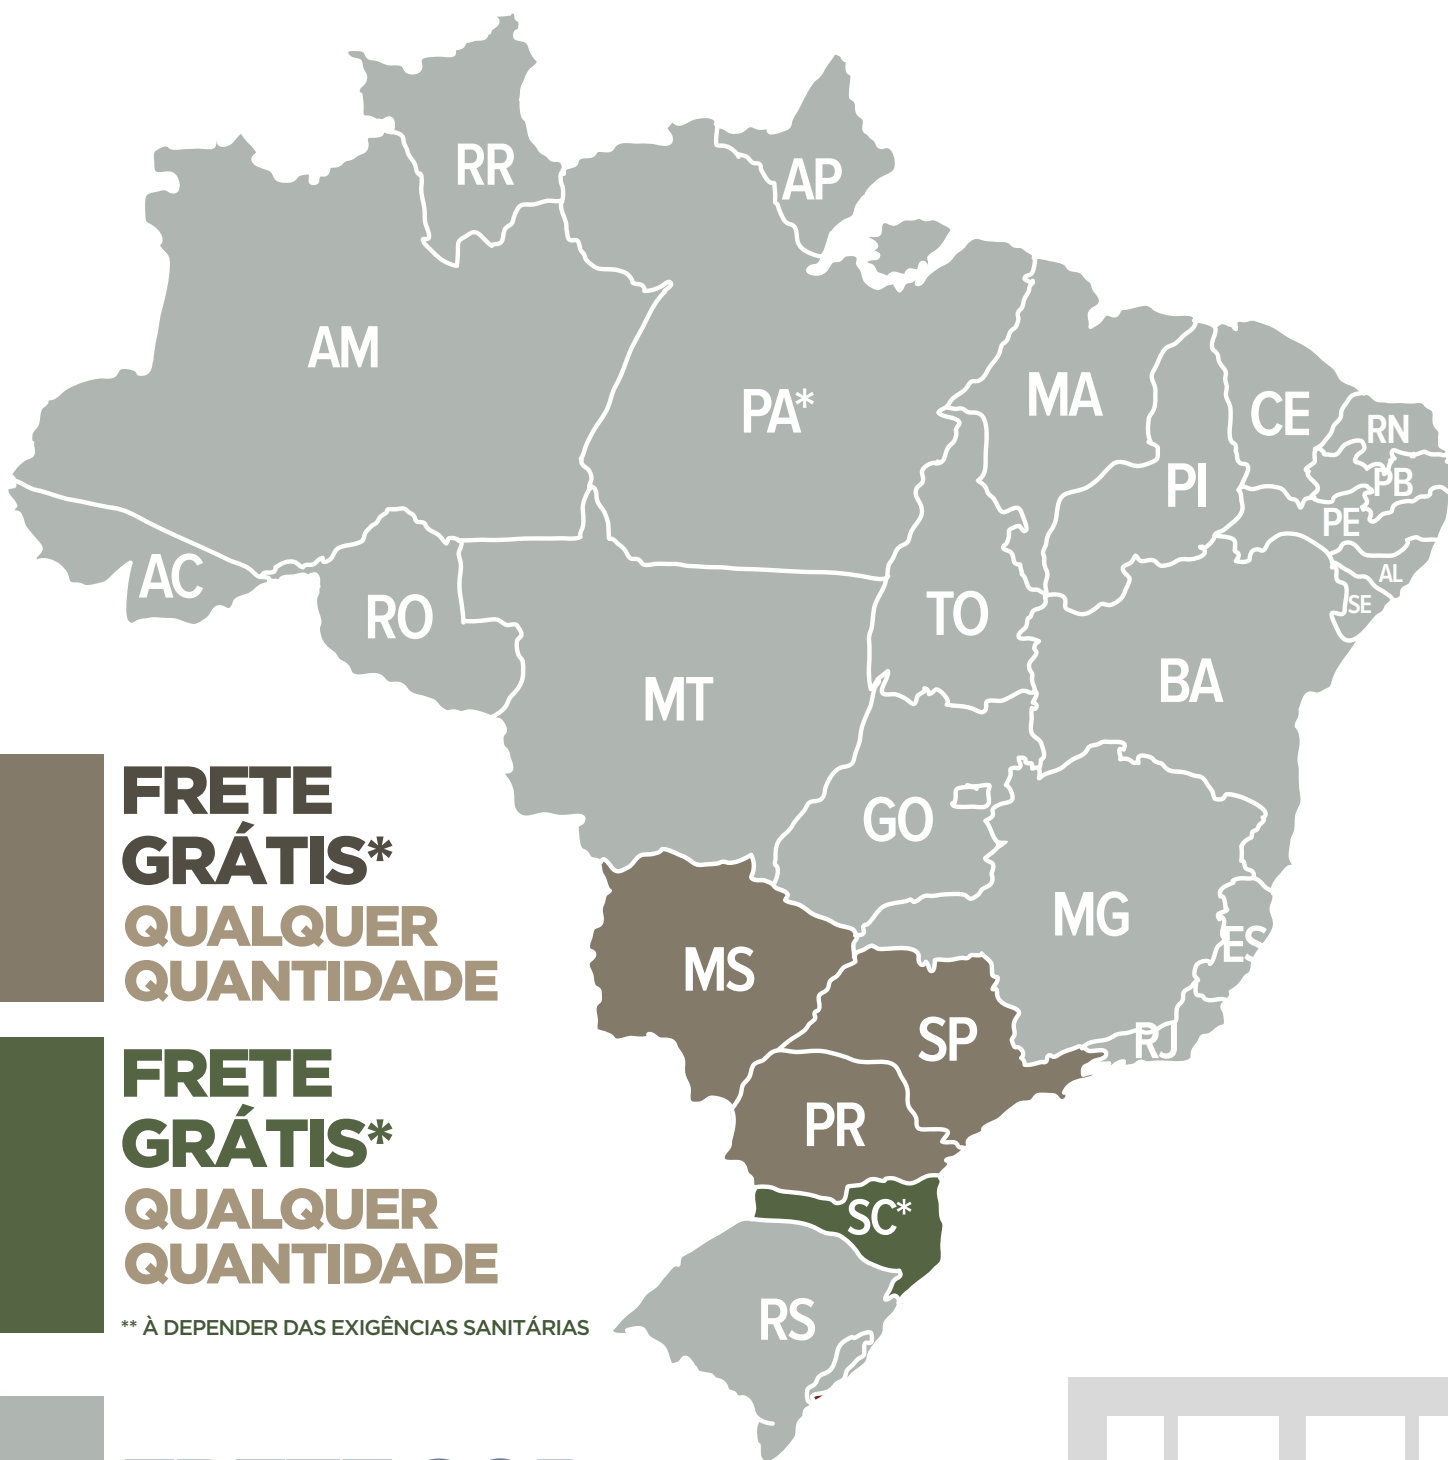 RR
AP
AM
PA*
MA
CE
RN
PI
PB
PE
AC
AL
RO
TO
SE
BA
MT
GO
MG
ES
MS
SP
RJ
PR
SC*
RS
FRETE
GRÁTIS*
QUALQUER
QUANTIDADE
FRETE
GRÁTIS*
QUALQUER
QUANTIDADE
** À DEPENDER DAS EXIGÊNCIAS SANITÁRIAS